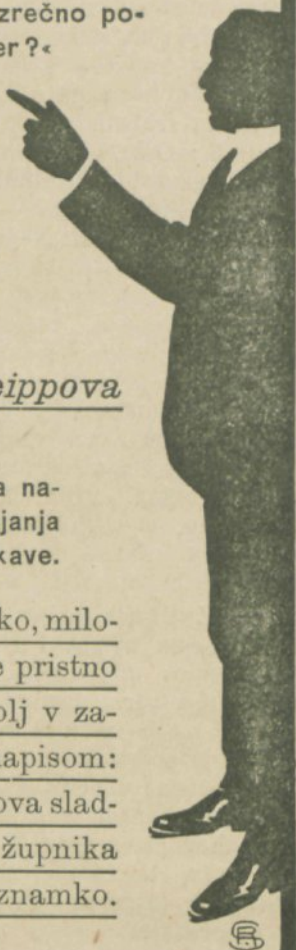 zrečno po-
er?«
eippova
a na-
janja
kave.
ko, milo-
e pristno
olj v za-
apisom:
ova slad-
župnika
znamko.